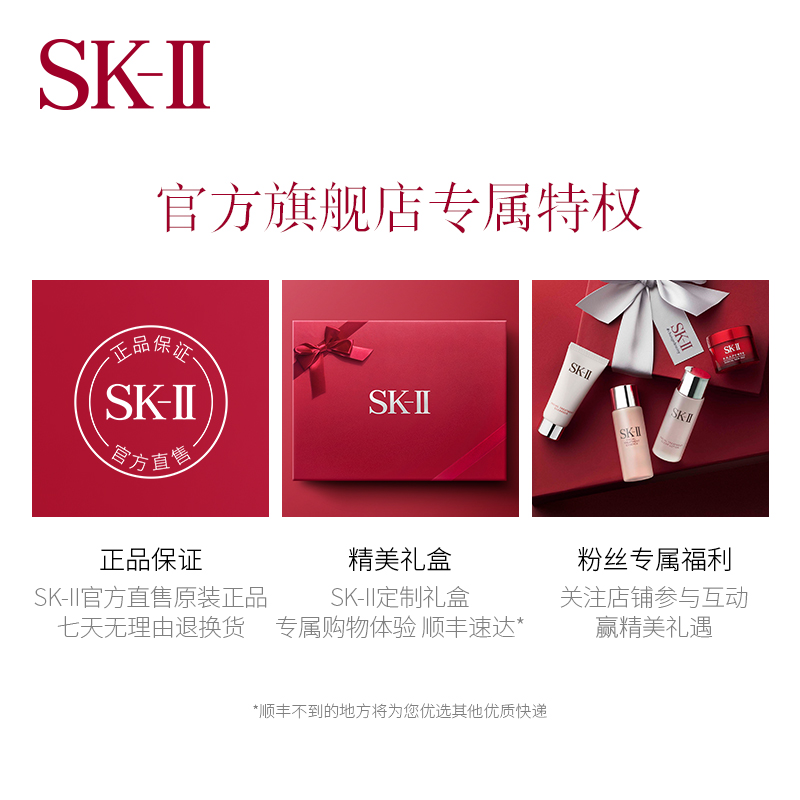 SK-II
官方旗舰店专属特权
正品保证
SK-II
官方直售
SK-II
SK-II
SK-II
SK-II
SK-II
正品保证
SK-II官方直售原装正品
七天无理由退换货
精美礼盒
SK-II定制礼盒
专属购物体验 顺丰速达*
粉丝专属福利
关注店铺参与互动
赢精美礼遇
*顺丰不到的地方将为您优选其他优质快递